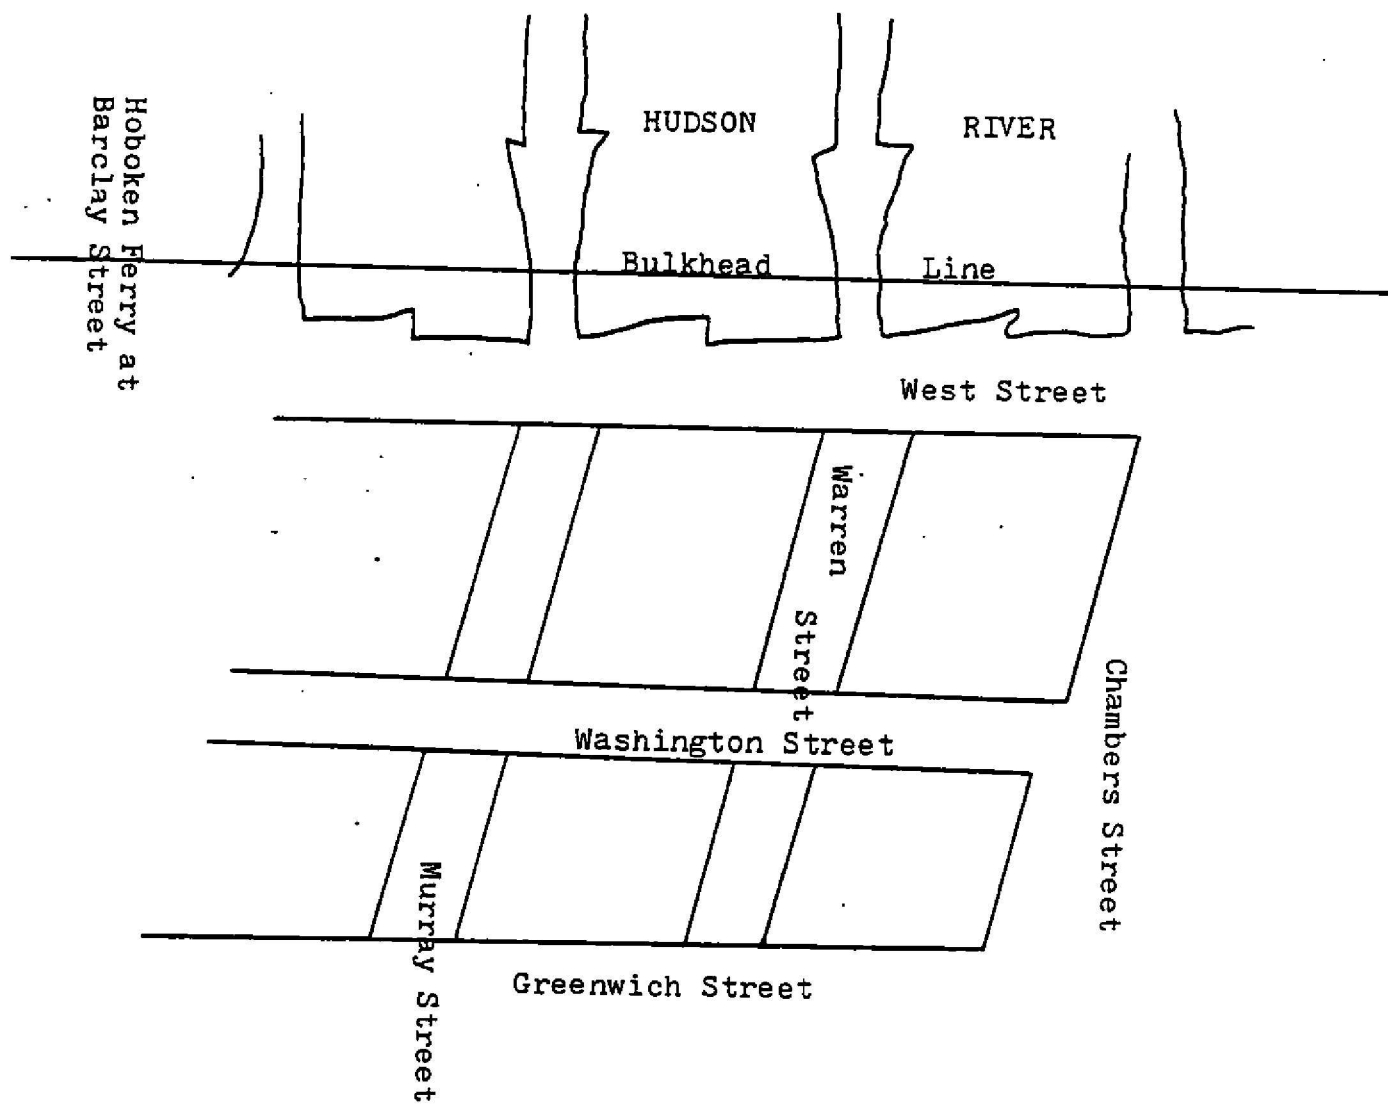 Hoboken Ferry at
Barclay Street
HUDSON RIVER
Bulkhead Line
West Street
Warren Street
Chambers Street
Washington Street
Murray Street
Greenwich Street